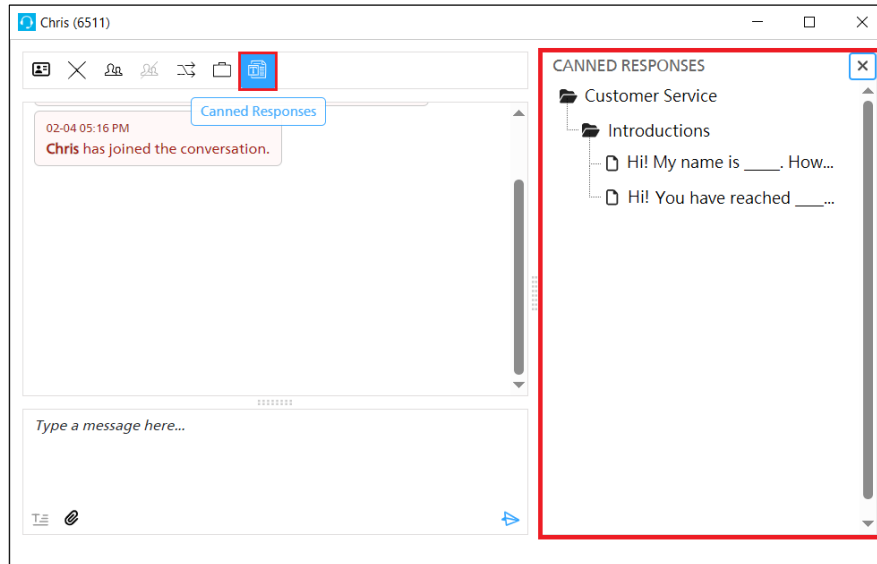 Chris (6511)
Canned Responses
02-04 05:16 PM
Chris has joined the conversation.
Type a message here...
CANNED RESPONSES
Customer Service
Introductions
Hi! My name is ____. How...
Hi! You have reached ___...